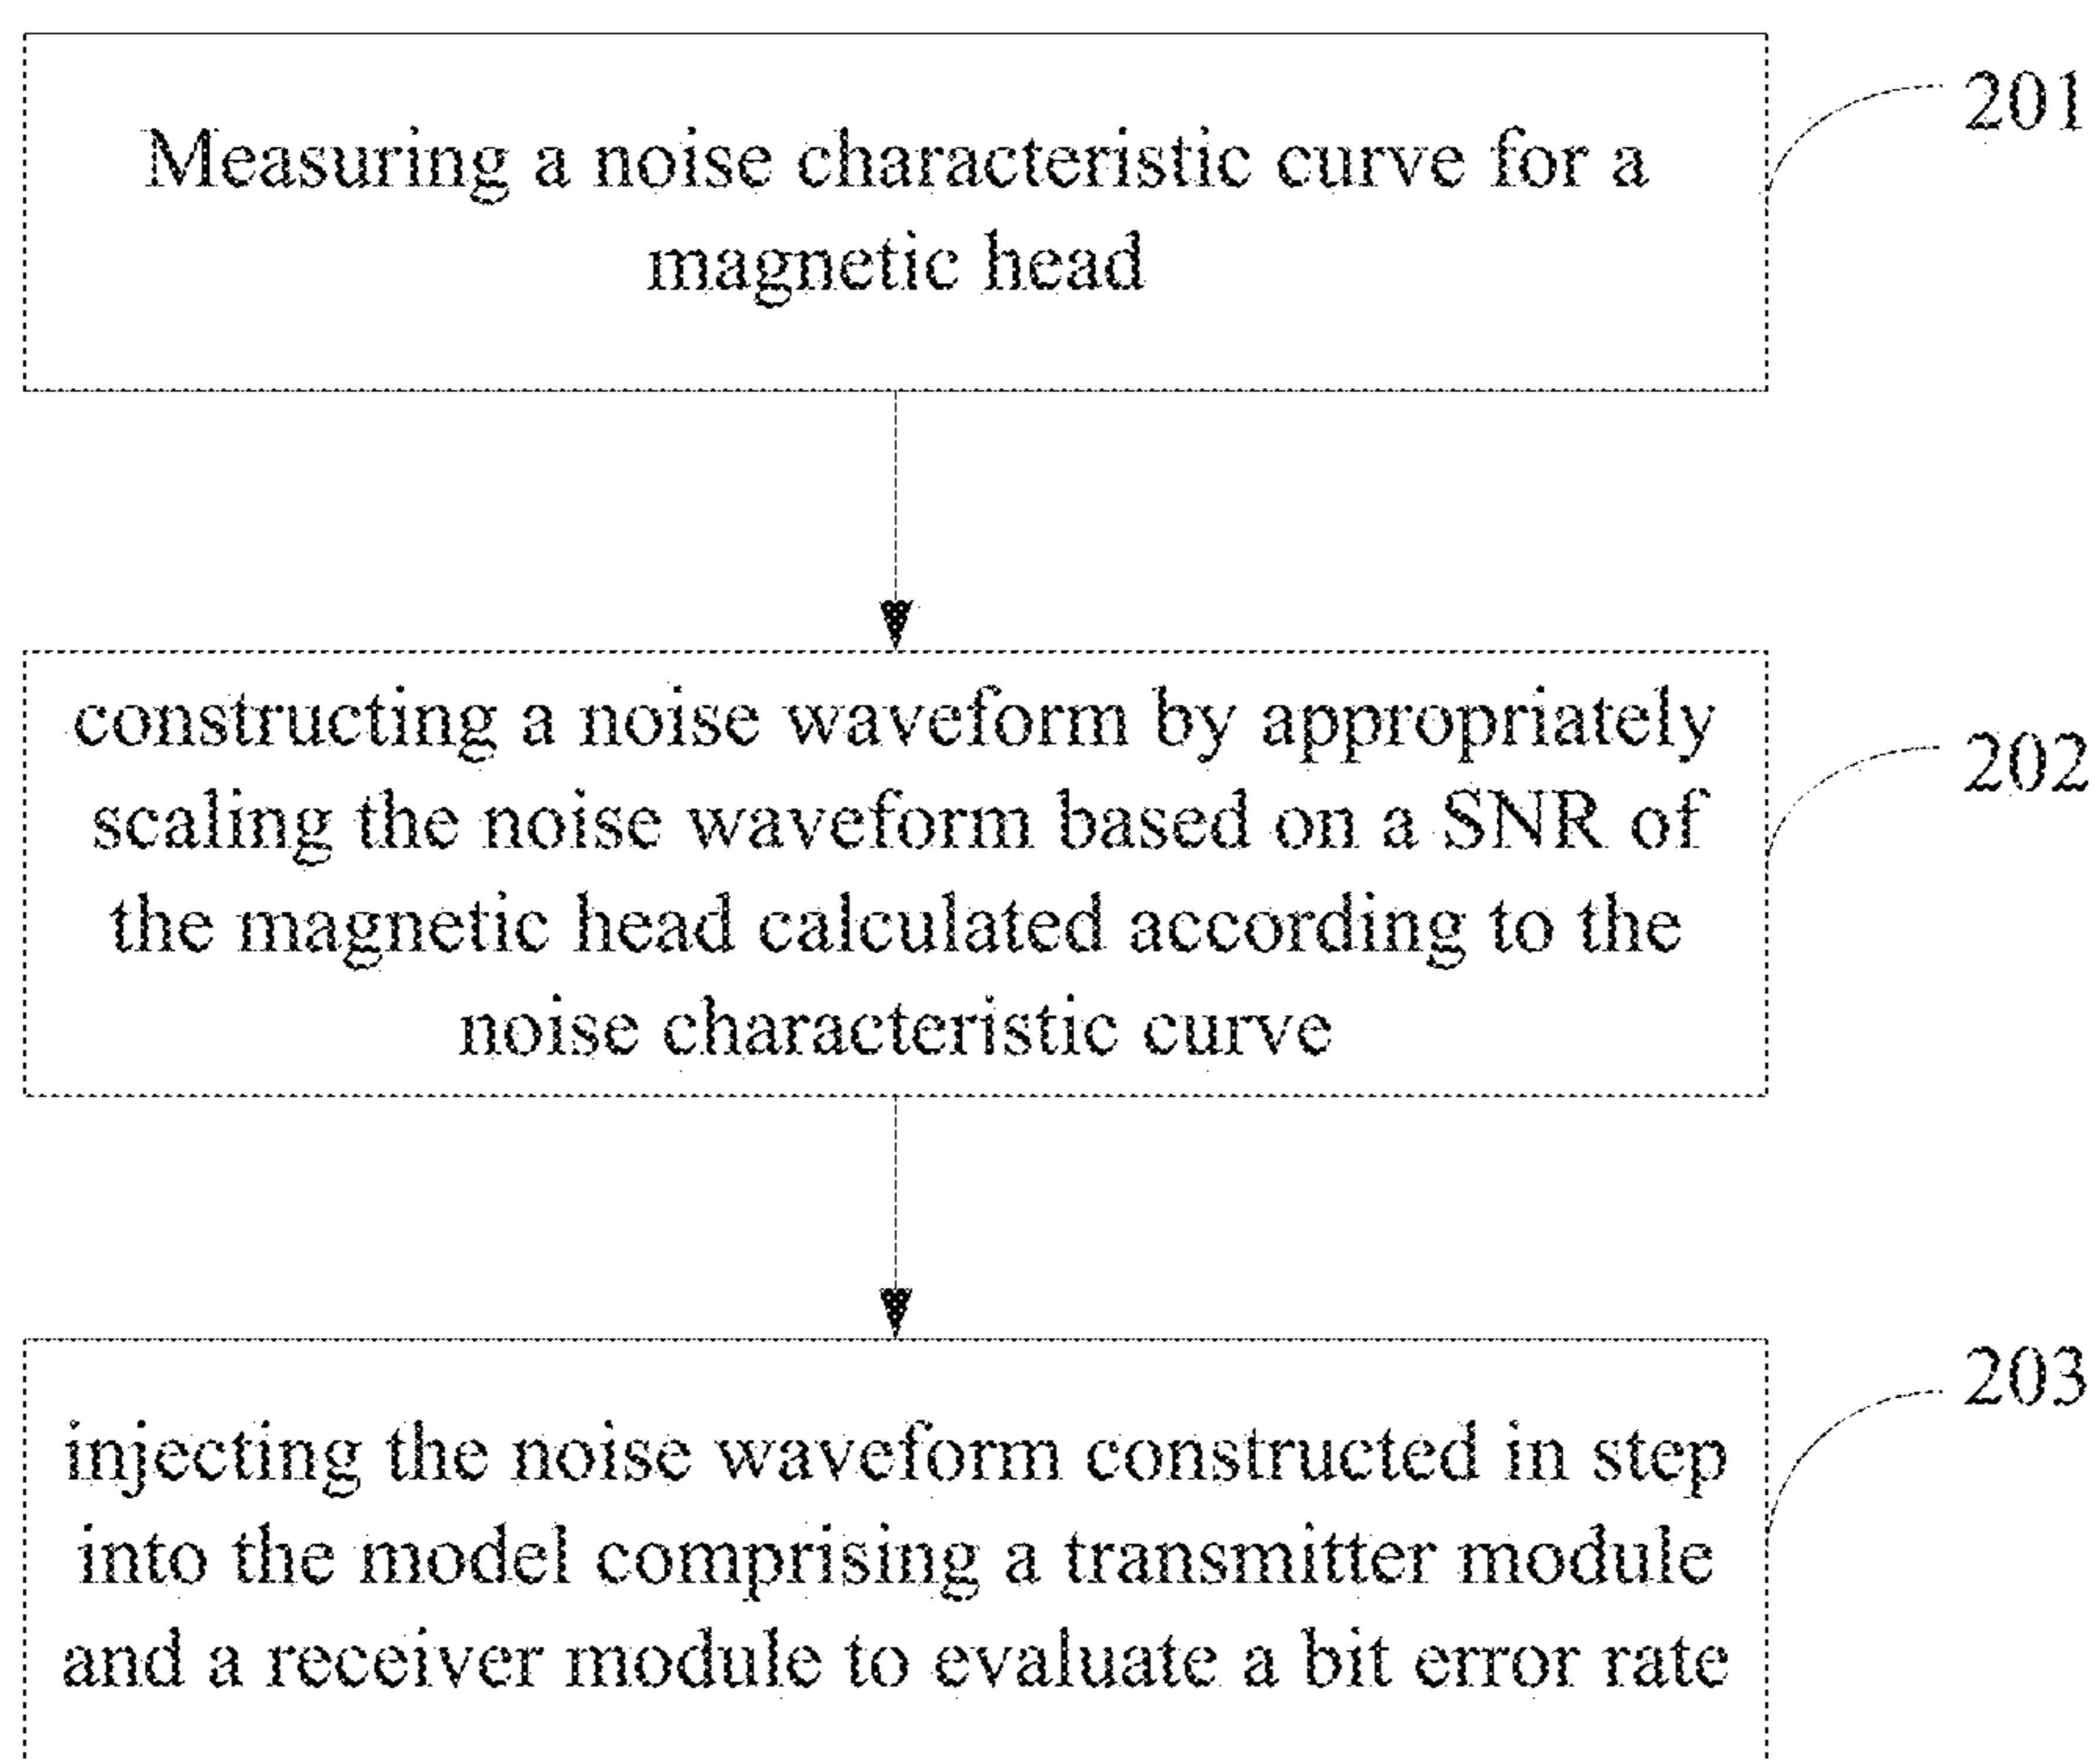 Measuring a noise characteristic curve for a
magnetic head
201
constructing a noise waveform by appropriately
scaling the noise waveform based on a SNR of
the magnetic head calculated according to the
noise characteristic curve
202
injecting the noise waveform constructed in step
into the model comprising a transmitter module
and a receiver module to evaluate a bit error rate
203